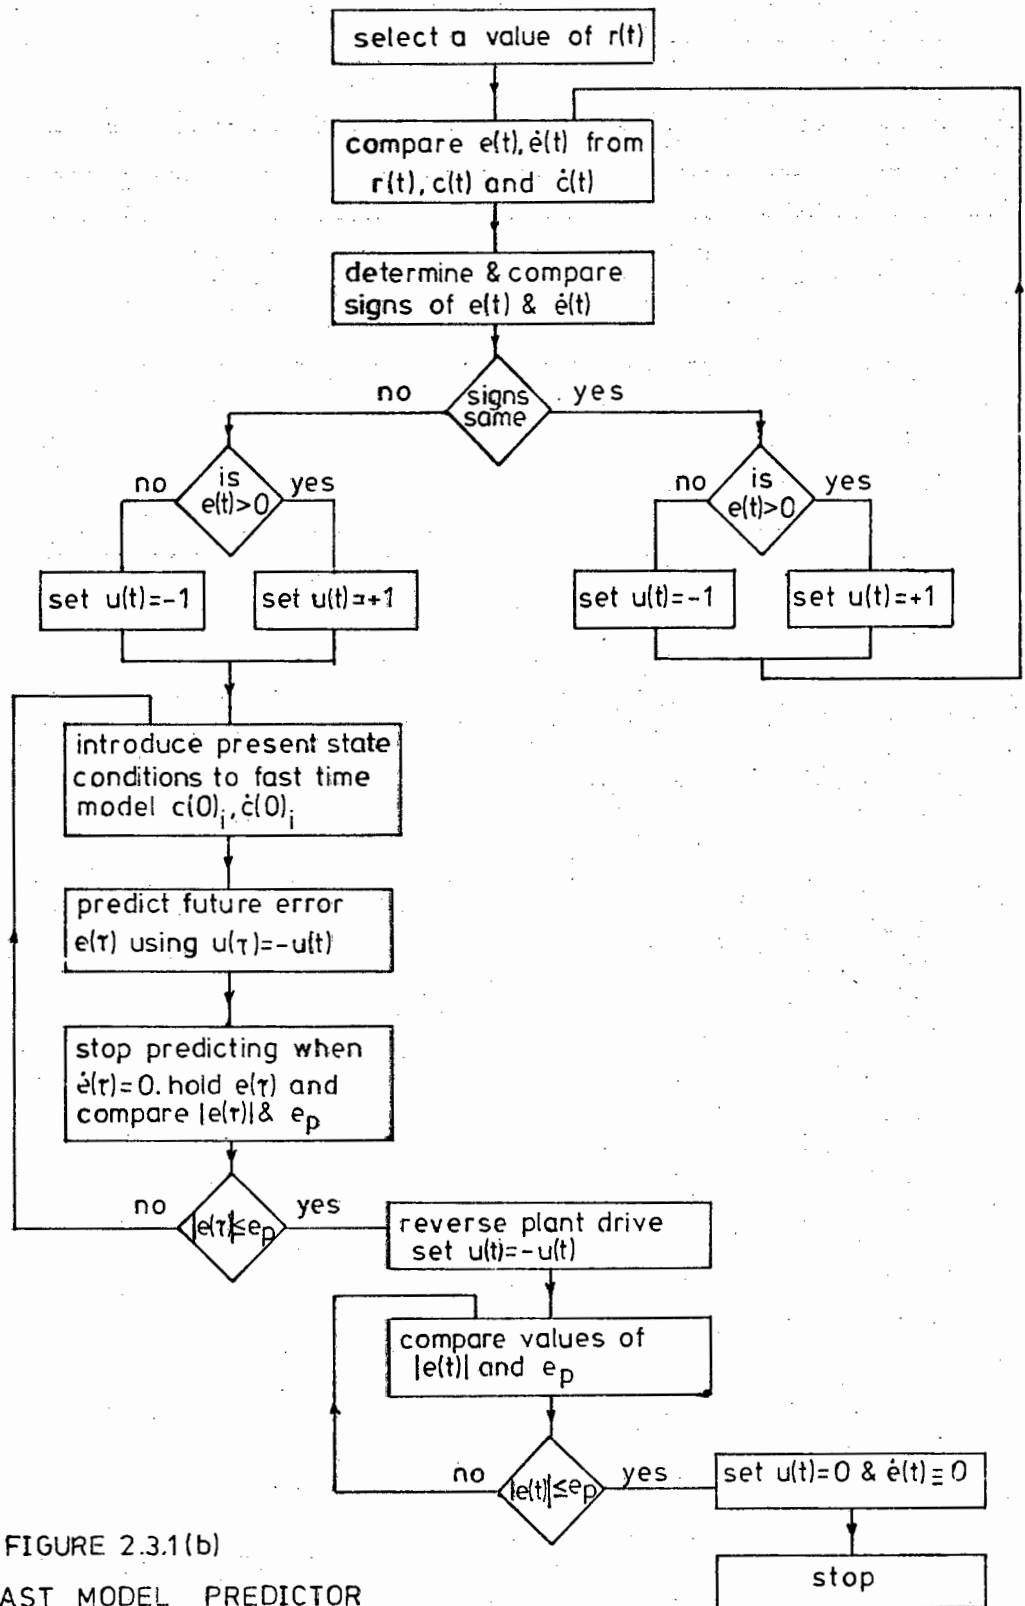 select a value of r(t)
compare e(t), ė(t) from
r(t), c(t) and ċ(t)
determine & compare
signs of e(t) & ė(t)
no
signs
same
yes
no
is
e(t)>0
yes
no
is
e(t)>0
yes
set u(t)=-1
set u(t)=+1
set u(t)=-1
set u(t)=+1
introduce present state
conditions to fast time
model c(0)i, ċ(0)i
predict future error
e(τ) using u(τ)=-u(t)
stop predicting when
ė(τ)=0. hold e(τ) and
compare |e(τ)| & ep
no
|e(τ)|≤ep
yes
reverse plant drive
set u(t)=-u(t)
compare values of
|e(t)| and ep
no
|e(t)|≤ep
yes
set u(t)=0 & ė(t)≡0
stop
FIGURE 2.3.1(b)
AST MODEL PREDICTOR